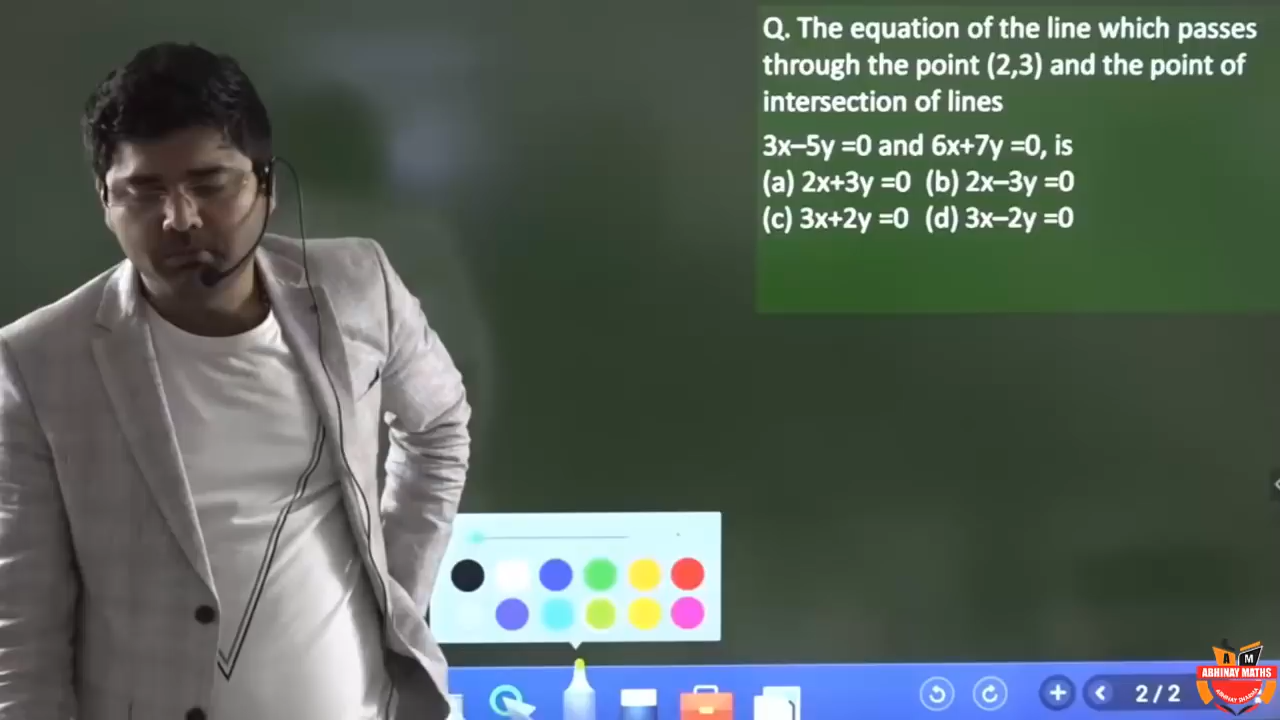 Q. The equation of the line which passes
through the point (2,3) and the point of
intersection of lines
3x–5y =0 and 6x+7y =0, is
(a) 2x+3y =0 (b) 2x–3y =0
(c) 3x+2y =0 (d) 3x–2y =0
2 / 2
A M
ABHINAY MATHS
ABHINAY SHARMA